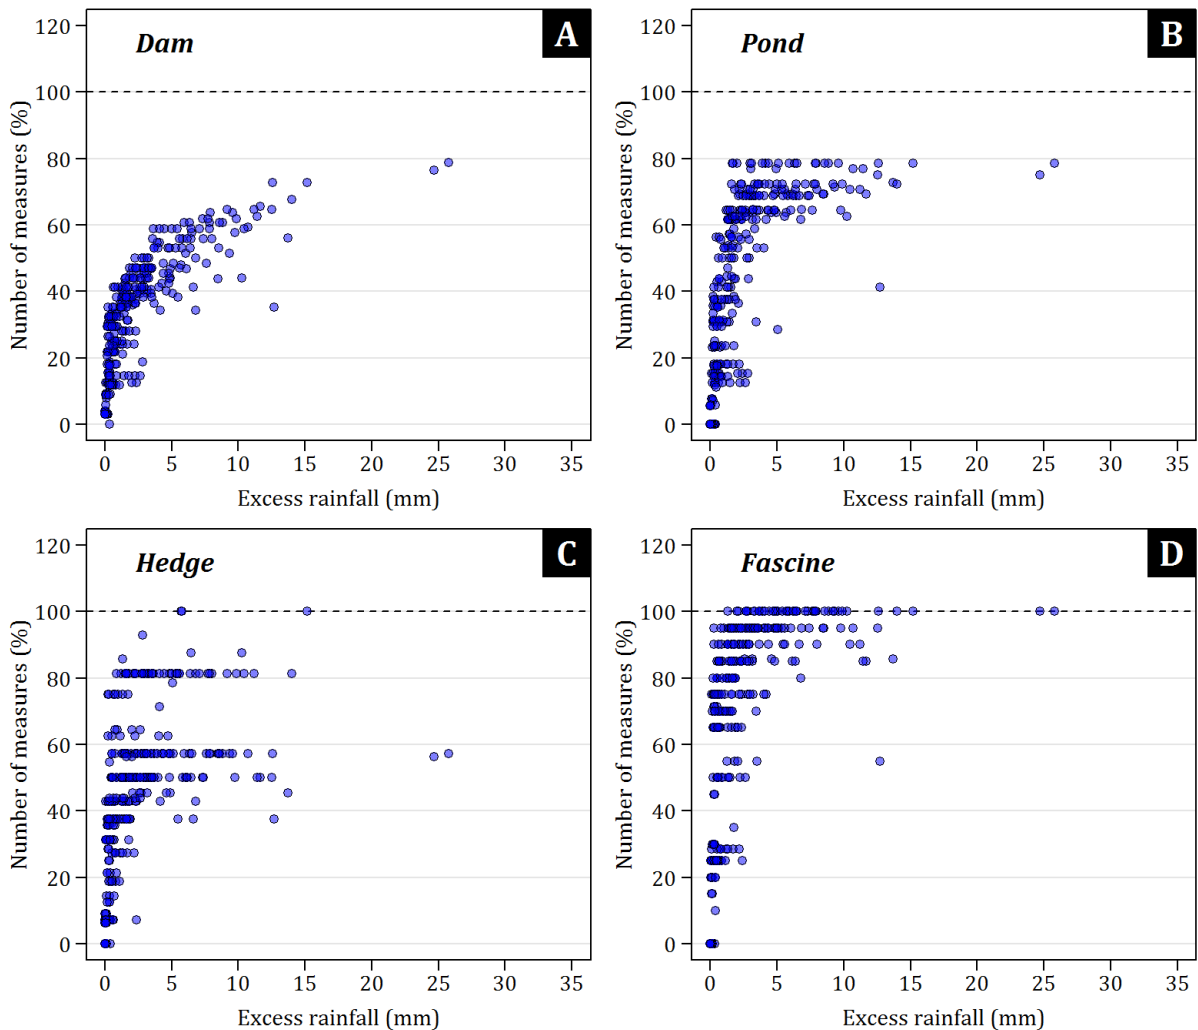 Dam
A
Number of measures (%)
120
100
80
60
40
20
0
0 5 10 15 20 25 30 35
Excess rainfall (mm)
Pond
B
Number of measures (%)
120
100
80
60
40
20
0
0 5 10 15 20 25 30 35
Excess rainfall (mm)
Hedge
C
Number of measures (%)
120
100
80
60
40
20
0
0 5 10 15 20 25 30 35
Excess rainfall (mm)
Fascine
D
Number of measures (%)
120
100
80
60
40
20
0
0 5 10 15 20 25 30 35
Excess rainfall (mm)